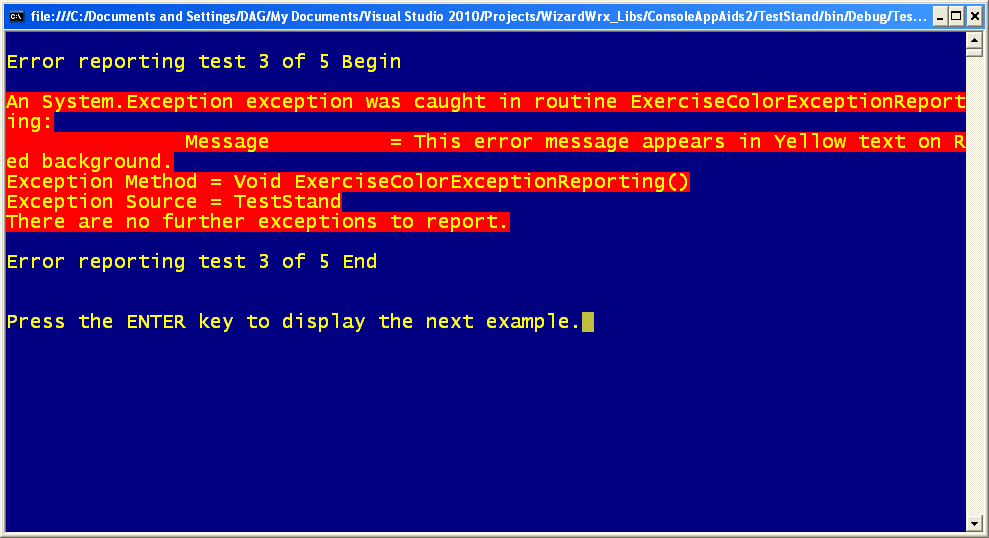 file:///C:/Documents and Settings/DAG/My Documents/Visual Studio 2010/Projects/WizardWrx_Libs/ConsoleAppAids2/TestStand/bin/Debug/Tes...
Error reporting test 3 of 5 Begin
An System.Exception exception was caught in routine ExerciseColorExceptionReport
ing:
Message = This error message appears in Yellow text on R
ed background.
Exception Method = Void ExerciseColorExceptionReporting()
Exception Source = TestStand
There are no further exceptions to report.
Error reporting test 3 of 5 End
Press the ENTER key to display the next example.